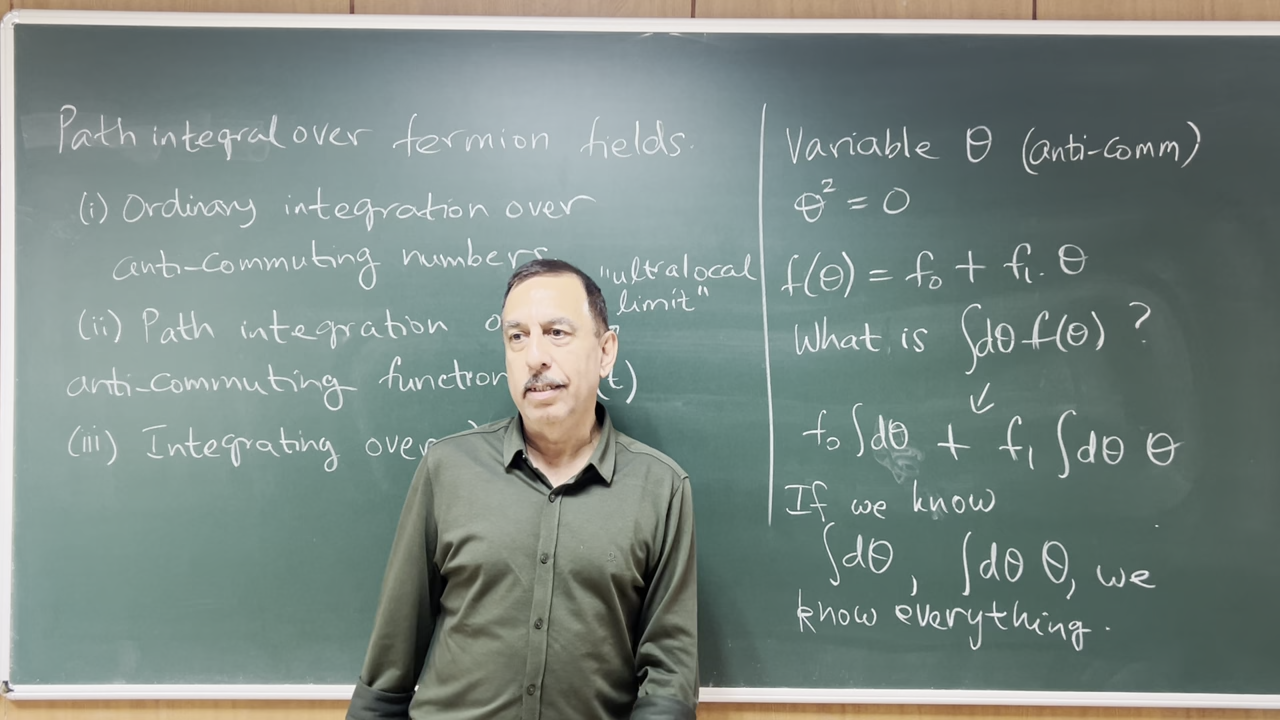 Path integral over fermion fields.
(i) Ordinary integration over
anti-commuting numbers
"ultralocal
limit"
(ii) Path integration
anti-commuting function (t)
(iii) Integrating over
Variable θ (anti-comm)
θ² = 0
f(θ) = f₀ + f₁. θ
What is ∫dθ f(θ) ?
↙
f₀ ∫dθ + f₁ ∫dθ θ
If we know
∫dθ, ∫dθ θ, we
know everything.